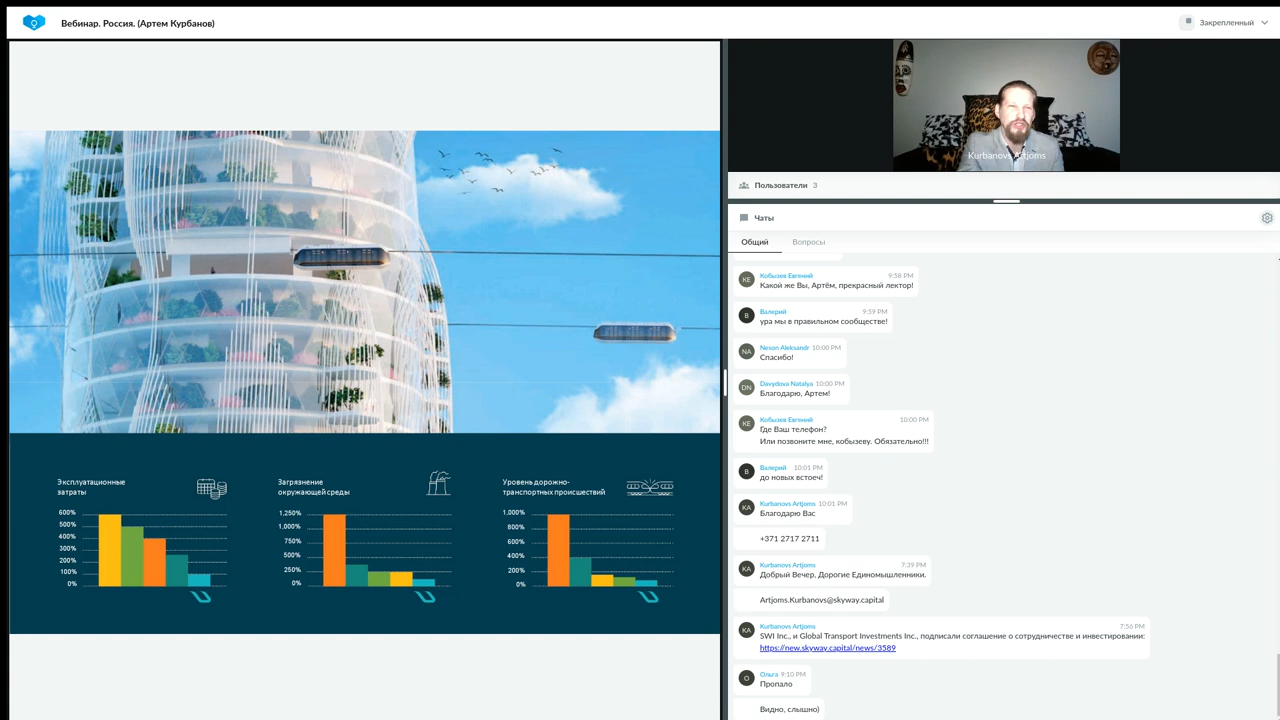 Вебинар. Россия. (Артем Курбанов)
Закрепленный
Kurbanovs Artjoms
Пользователи 3
Чаты
Общий Вопросы
KE Кобызев Евгений 9:58 PM
Какой же Вы, Артём, прекрасный лектор!
В Валерий 9:59 PM
ура мы в правильном сообществе!
NA Neson Aleksandr 10:00 PM
Спасибо!
DN Davydova Natalya 10:00 PM
Благодарю, Артем!
KE Кобызев Евгений 10:00 PM
Где Ваш телефон?
Или позвоните мне, кобызеву. Обязательно!!!
В Валерий 10:01 PM
до новых встоеч!
KA Kurbanovs Artjoms 10:01 PM
Благодарю Вас
+371 2717 2711
KA Kurbanovs Artjoms 7:39 PM
Добрый Вечер, Дорогие Единомышленники.
Artjoms.Kurbanovs@skyway.capital
KA Kurbanovs Artjoms 7:56 PM
SWI Inc., и Global Transport Investments Inc., подписали соглашение о сотрудничестве и инвестировании:
https://new.skyway.capital/news/3589
О Ольга 9:10 PM
Пропало
Видно, слышно)
Эксплуатационные
затраты
600%
500%
400%
300%
200%
100%
0%
Загрязнение
окружающей среды
1,250%
1,000%
750%
500%
250%
0%
Уровень дорожно-
транспортных происшествий
1,000%
800%
600%
400%
200%
0%